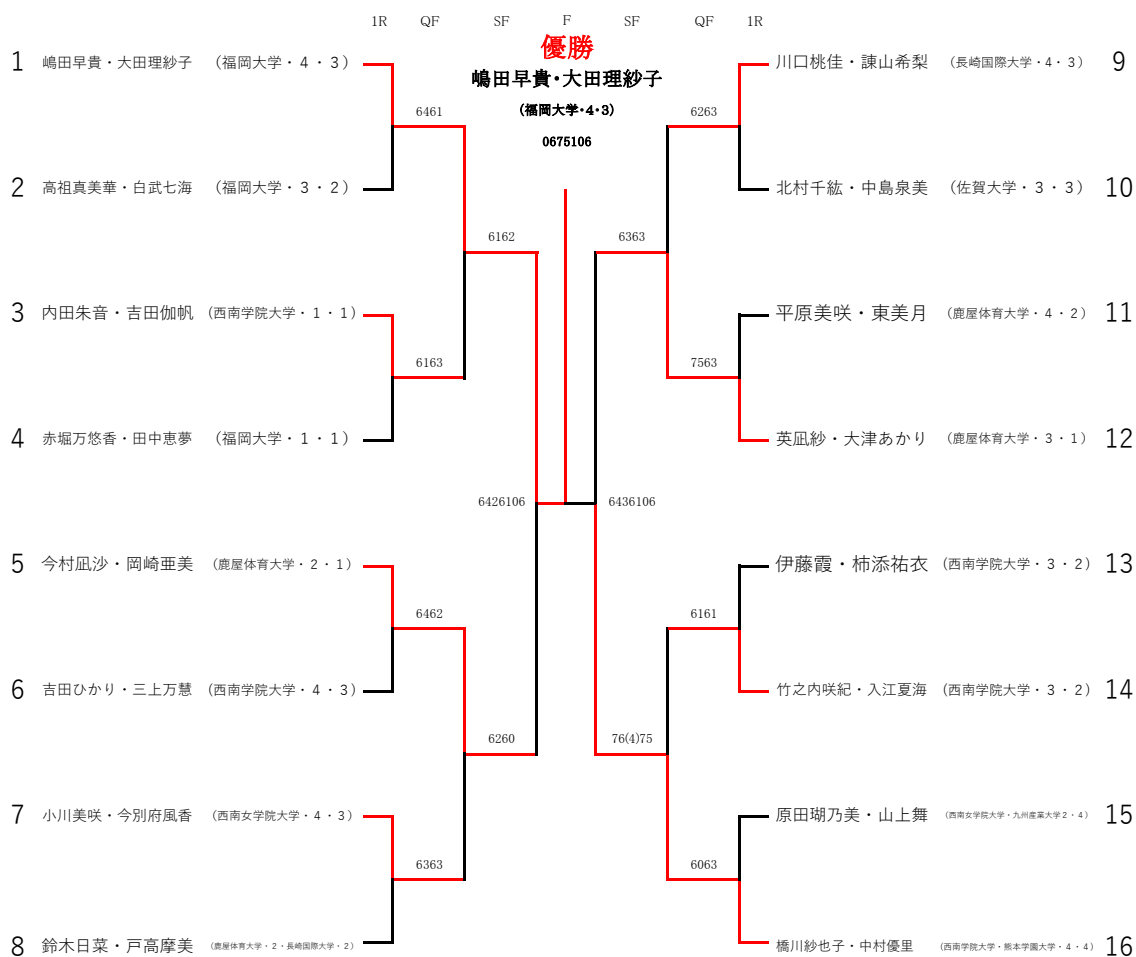 1R QF SF F SF QF 1R
優勝
嶋田早貴・大田理紗子
(福岡大学・4・3)
0675106
1 嶋田早貴・大田理紗子 (福岡大学・4・3)
6461
2 高祖真美華・白武七海 (福岡大学・3・2)
6162
3 内田朱音・吉田伽帆 (西南学院大学・1・1)
6163
4 赤堀万悠香・田中恵夢 (福岡大学・1・1)
6426106
5 今村凪沙・岡崎亜美 (鹿屋体育大学・2・1)
6462
6 吉田ひかり・三上万慧 (西南学院大学・4・3)
6260
7 小川美咲・今別府風香 (西南女学院大学・4・3)
6363
8 鈴木日菜・戸高摩美 (鹿屋体育大学・2・長崎国際大学・2)
川口桃佳・諌山希梨 (長崎国際大学・4・3) 9
6263
北村千紘・中島泉美 (佐賀大学・3・3) 10
6363
平原美咲・東美月 (鹿屋体育大学・4・2) 11
7563
英凪紗・大津あかり (鹿屋体育大学・3・1) 12
6436106
伊藤霞・柿添祐衣 (西南学院大学・3・2) 13
6161
竹之内咲紀・入江夏海 (西南学院大学・3・2) 14
76(4)75
原田瑚乃美・山上舞 (西南女学院大学・九州産業大学2・4) 15
6063
橋川紗也子・中村優里 (西南学院大学・熊本学園大学・4・4) 16